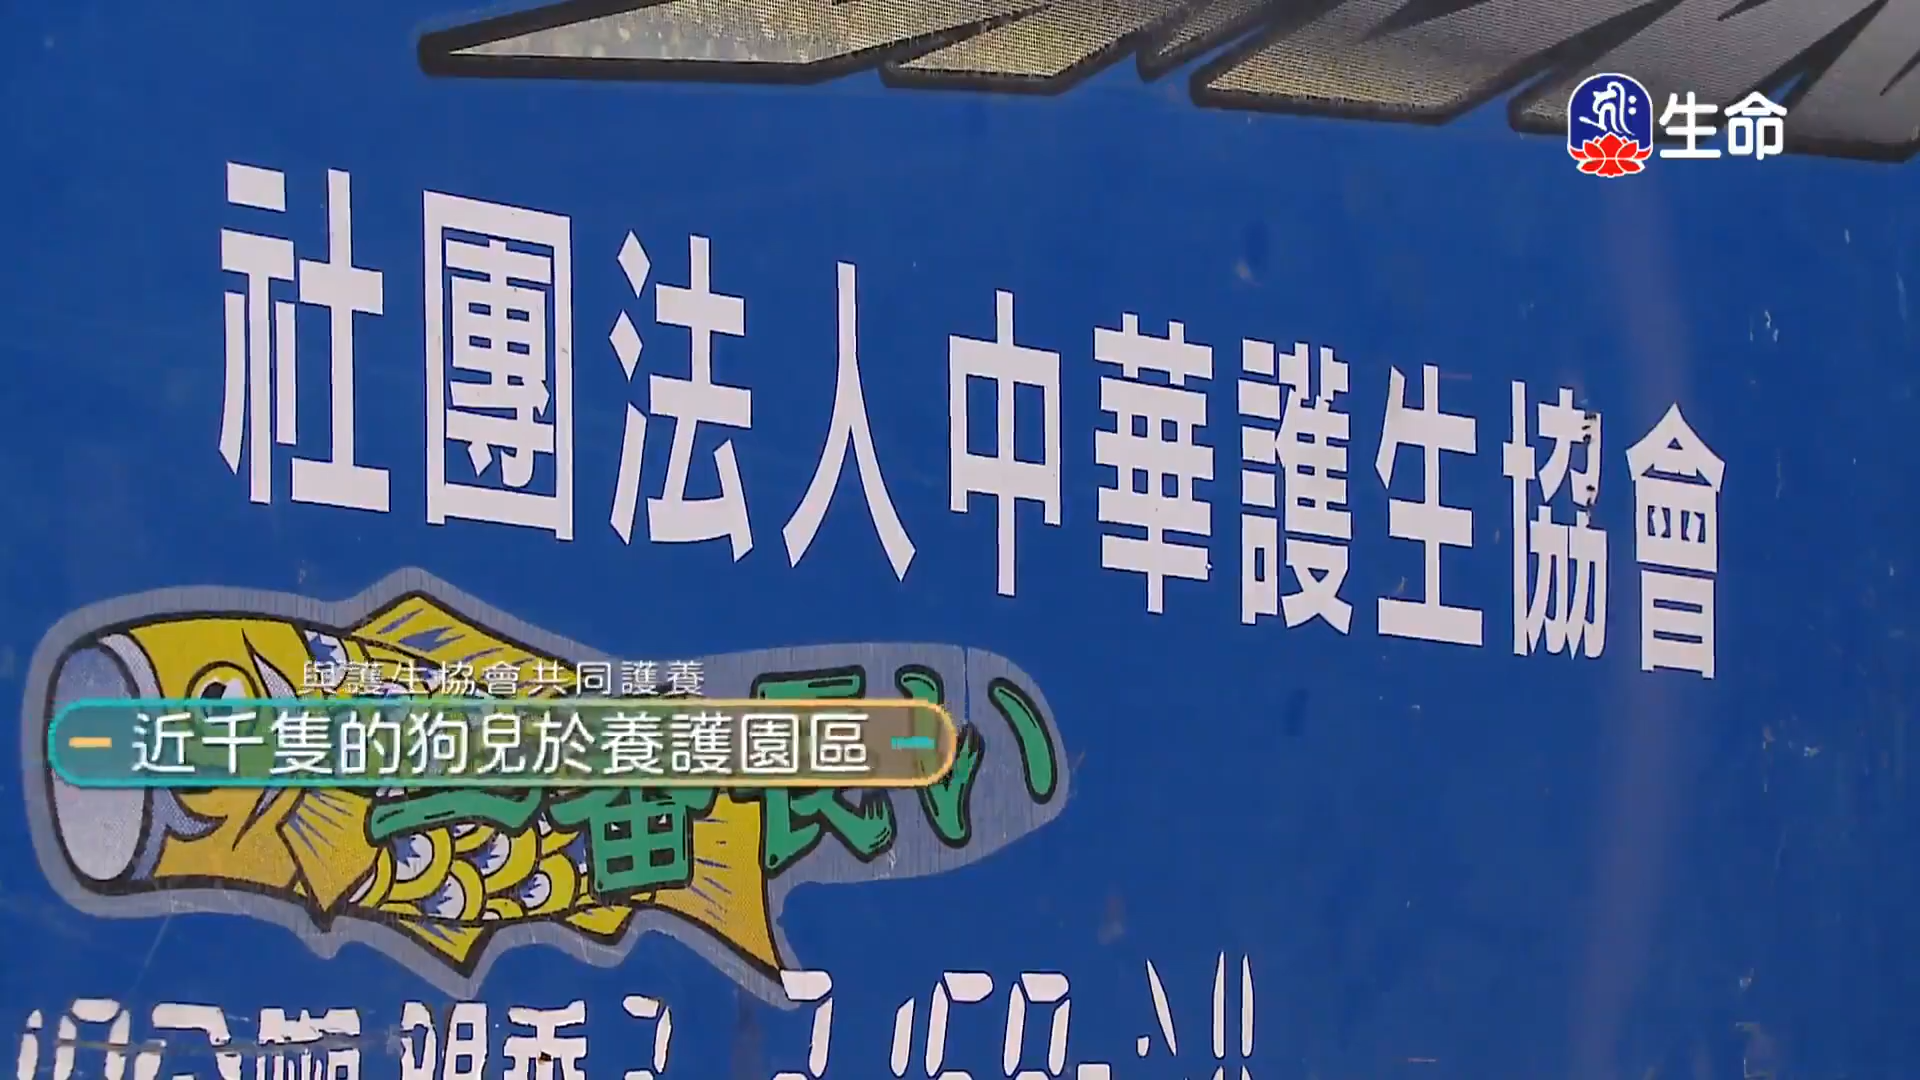 生命
社團法人中華護生協會
與護生協會共同護養
近千隻的狗兒於養護園區